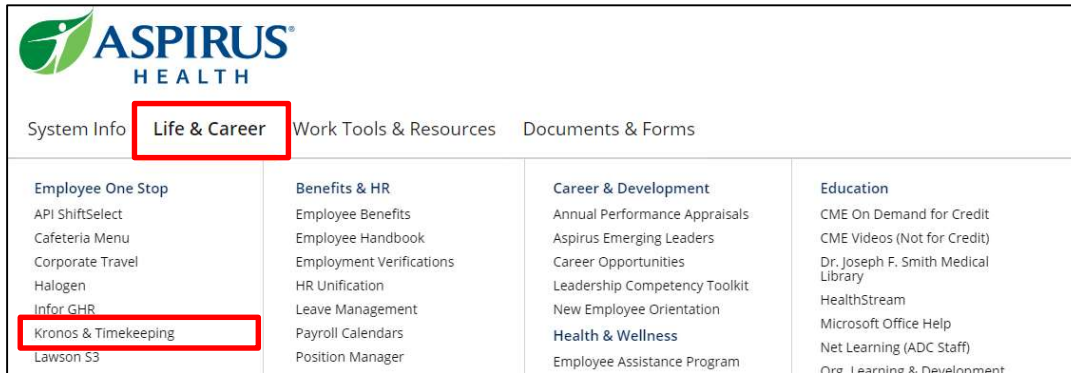 ASPIRUS®
HEALTH
System Info Life & Career Work Tools & Resources Documents & Forms
Employee One Stop
API ShiftSelect
Cafeteria Menu
Corporate Travel
Halogen
Infor GHR
Kronos & Timekeeping
Lawson S3
Benefits & HR
Employee Benefits
Employee Handbook
Employment Verifications
HR Unification
Leave Management
Payroll Calendars
Position Manager
Career & Development
Annual Performance Appraisals
Aspirus Emerging Leaders
Career Opportunities
Leadership Competency Toolkit
New Employee Orientation
Health & Wellness
Employee Assistance Program
Education
CME On Demand for Credit
CME Videos (Not for Credit)
Dr. Joseph F. Smith Medical
Library
HealthStream
Microsoft Office Help
Net Learning (ADC Staff)
Org. Learning & Development